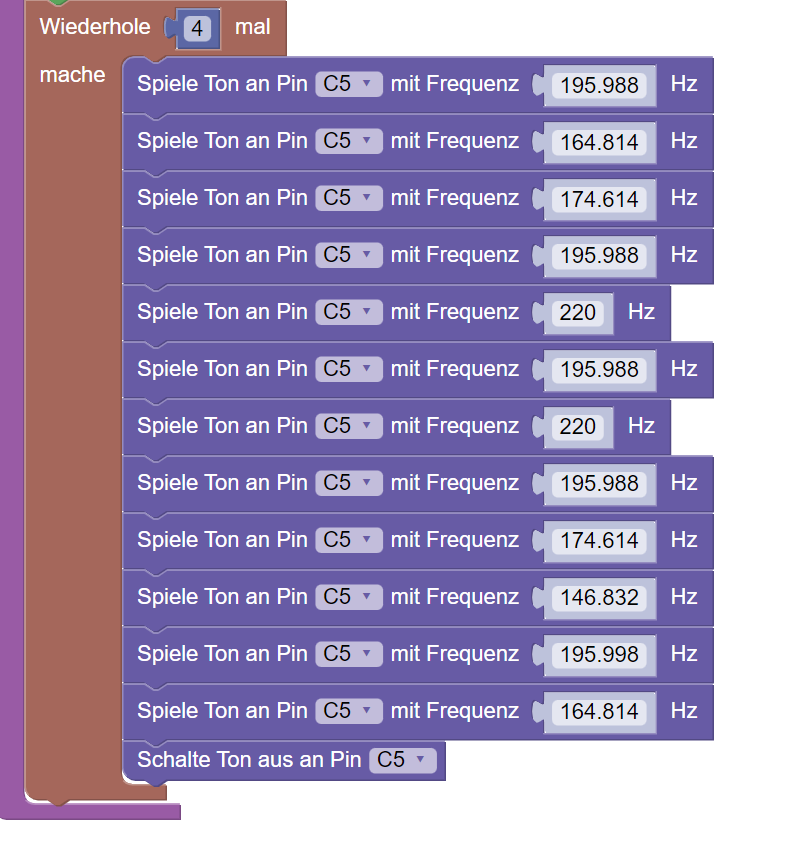 Wiederhole 4 mal
mache
Spiele Ton an Pin C5 mit Frequenz 195.988 Hz
Spiele Ton an Pin C5 mit Frequenz 164.814 Hz
Spiele Ton an Pin C5 mit Frequenz 174.614 Hz
Spiele Ton an Pin C5 mit Frequenz 195.988 Hz
Spiele Ton an Pin C5 mit Frequenz 220 Hz
Spiele Ton an Pin C5 mit Frequenz 195.988 Hz
Spiele Ton an Pin C5 mit Frequenz 220 Hz
Spiele Ton an Pin C5 mit Frequenz 195.988 Hz
Spiele Ton an Pin C5 mit Frequenz 174.614 Hz
Spiele Ton an Pin C5 mit Frequenz 146.832 Hz
Spiele Ton an Pin C5 mit Frequenz 195.998 Hz
Spiele Ton an Pin C5 mit Frequenz 164.814 Hz
Schalte Ton aus an Pin C5